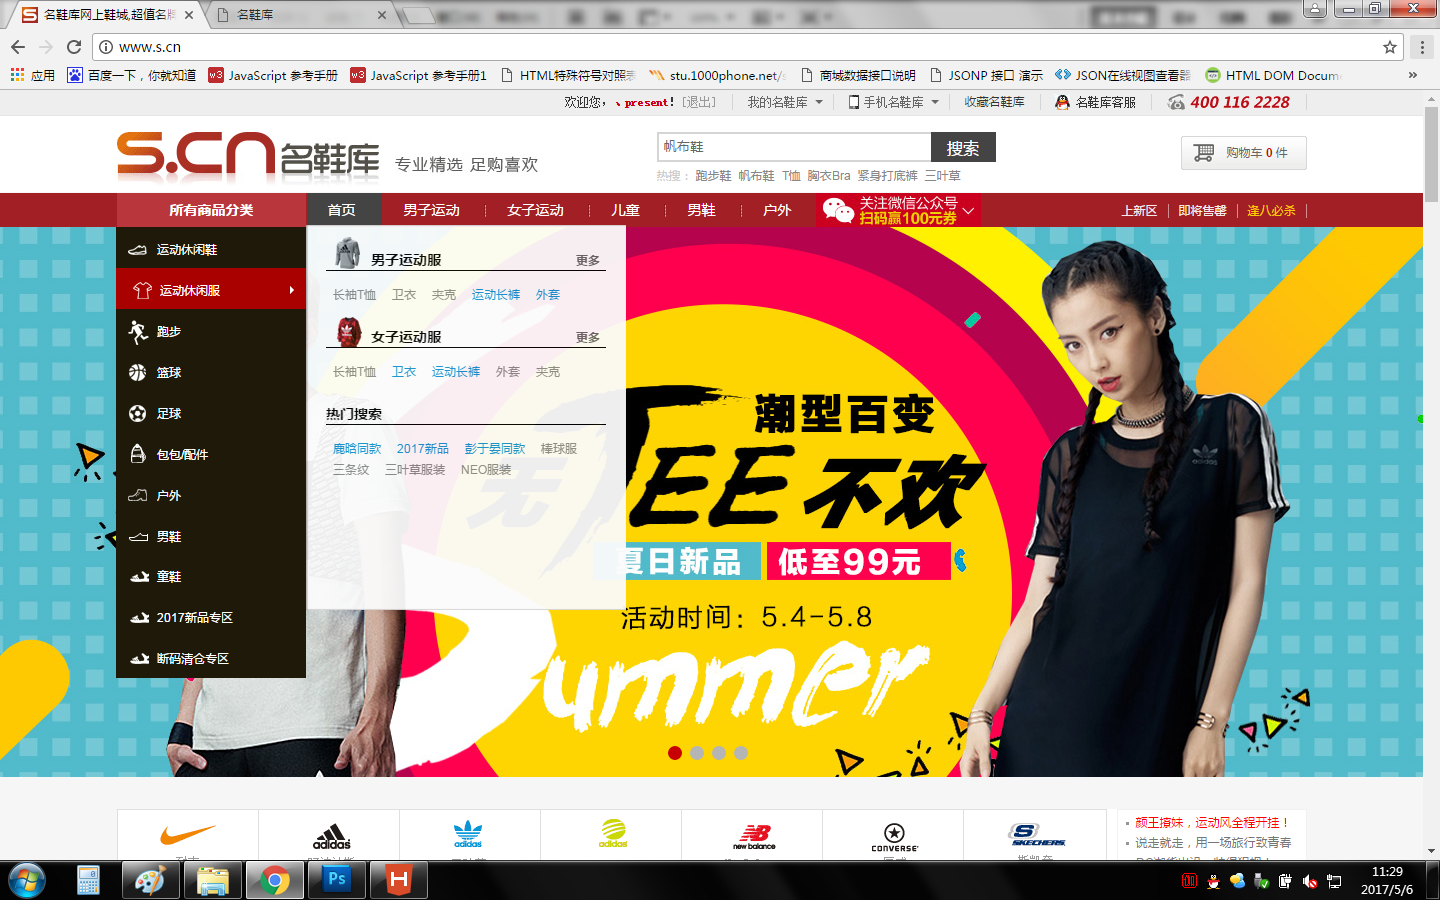 名鞋库网上鞋城,超值名牌
名鞋库
www.s.cn
应用
百度一下，你就知道
JavaScript 参考手册
JavaScript 参考手册1
HTML特殊符号对照表
stu.1000phone.net/s
商城数据接口说明
JSONP 接口 演示
JSON在线视图查看器
HTML DOM Docum
»
欢迎您，
、present!
[退出]
我的名鞋库
手机名鞋库
收藏名鞋库
名鞋库客服
400 116 2228
s.cn 名鞋库
专业精选 足购喜欢
帆布鞋
搜索
购物车 0 件
热搜：
跑步鞋 帆布鞋 T恤 胸衣Bra 紧身打底裤 三叶草
所有商品分类
首页
男子运动
女子运动
儿童
男鞋
户外
关注微信公众号
扫码赢100元券
上新区
即将售罄
逢八必杀
运动休闲鞋
运动休闲服
跑步
篮球
足球
包包/配件
户外
男鞋
童鞋
2017新品专区
断码清仓专区
男子运动服
更多
长袖T恤 卫衣 夹克 运动长裤 外套
女子运动服
更多
长袖T恤 卫衣 运动长裤 外套 夹克
热门搜索
鹿晗同款 2017新品 彭于晏同款 棒球服
三条纹 三叶草服装 NEO服装
潮型百变
无TEE不欢
夏日新品
低至99元
活动时间：5.4-5.8
Summer
adidas
adidas
adidas
adidas
new balance
CONVERSE
SKECHERS
颜王撩妹，运动风全程开挂！
说走就走，用一场旅行致青春
Ps
H
11:29
2017/5/6